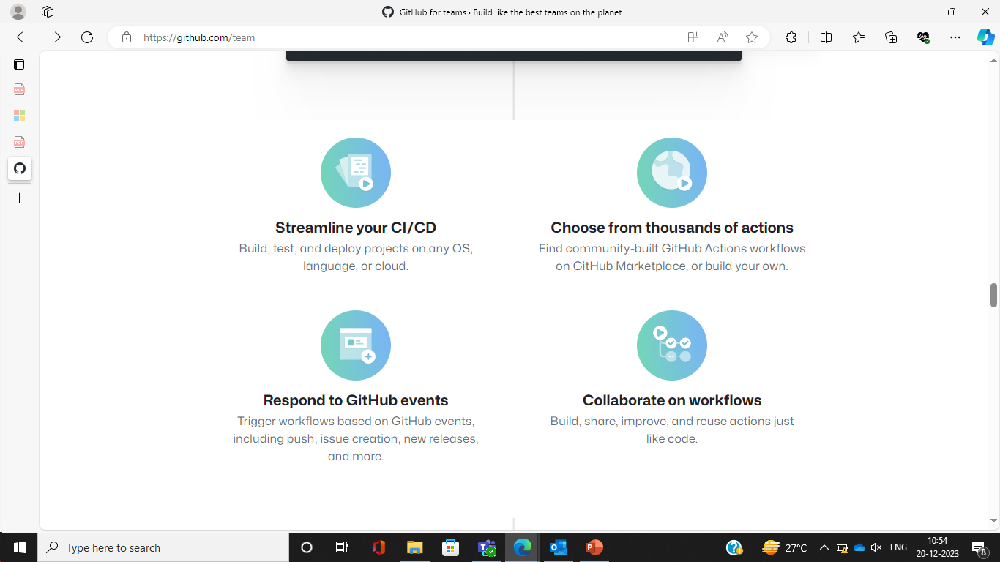 GitHub for teams · Build like the best teams on the planet
https://github.com/team
Streamline your CI/CD
Build, test, and deploy projects on any OS,
language, or cloud.
Choose from thousands of actions
Find community-built GitHub Actions workflows
on GitHub Marketplace, or build your own.
Respond to GitHub events
Trigger workflows based on GitHub events,
including push, issue creation, new releases,
and more.
Collaborate on workflows
Build, share, improve, and reuse actions just
like code.
Type here to search
27°C
ENG
10:54
20-12-2023
8